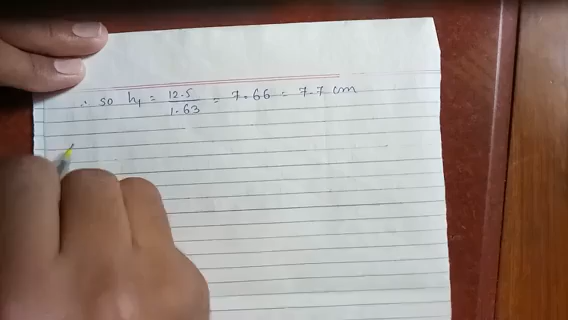 ∴ so h₁ = 12.5 / 1.63 = 7.66 = 7.7 cm